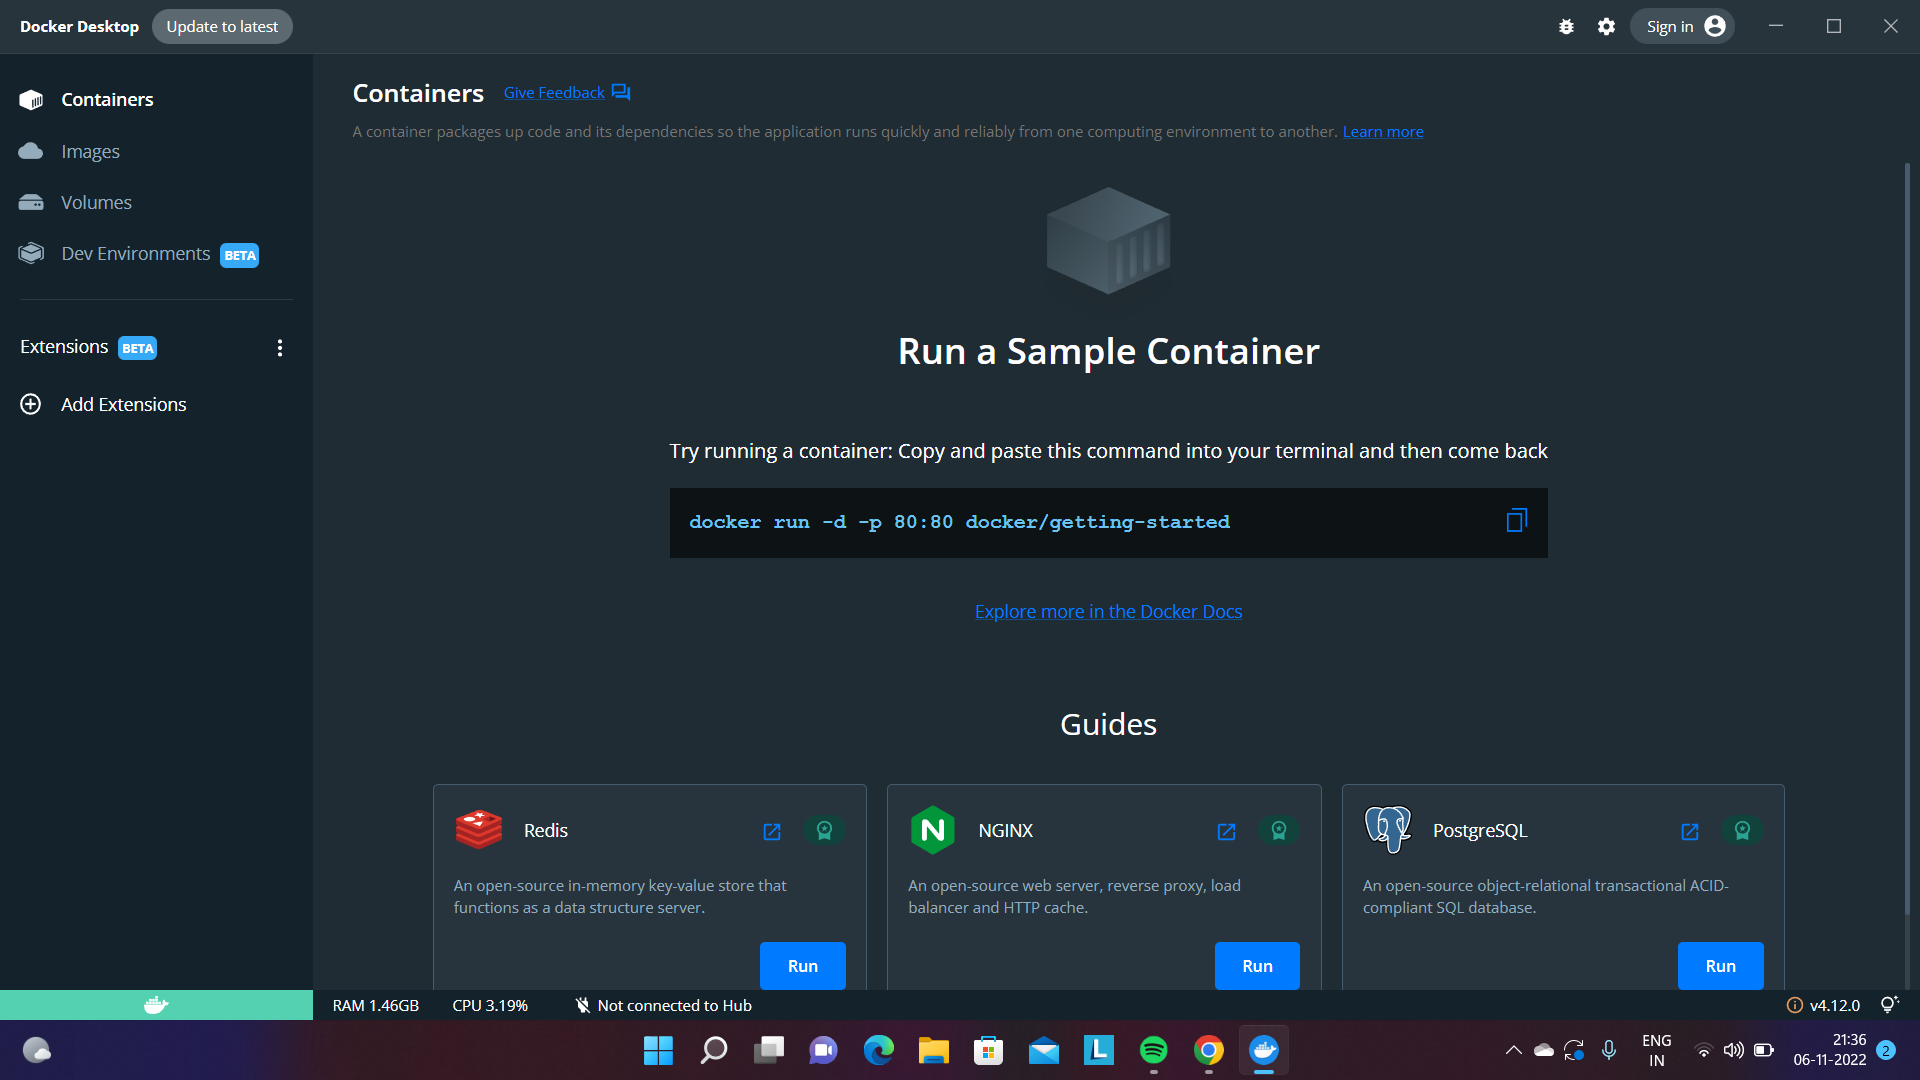 Docker Desktop Update to latest Sign in
Containers
Images
Volumes
Dev Environments BETA
Extensions BETA
Add Extensions
Containers Give Feedback
A container packages up code and its dependencies so the application runs quickly and reliably from one computing environment to another. Learn more
Run a Sample Container
Try running a container: Copy and paste this command into your terminal and then come back
docker run -d -p 80:80 docker/getting-started
Explore more in the Docker Docs
Guides
Redis
An open-source in-memory key-value store that
functions as a data structure server.
Run
N NGINX
An open-source web server, reverse proxy, load
balancer and HTTP cache.
Run
PostgreSQL
An open-source object-relational transactional ACID-
compliant SQL database.
Run
RAM 1.46GB CPU 3.19% Not connected to Hub v4.12.0
L
ENG
IN
21:36
06-11-2022
2